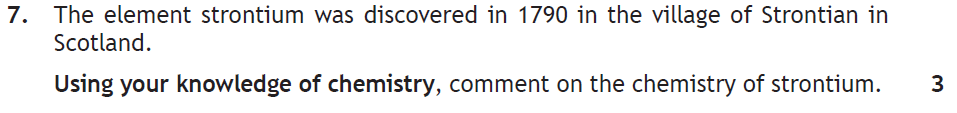 7. The element strontium was discovered in 1790 in the village of Strontian in
Scotland.
Using your knowledge of chemistry, comment on the chemistry of strontium. 3